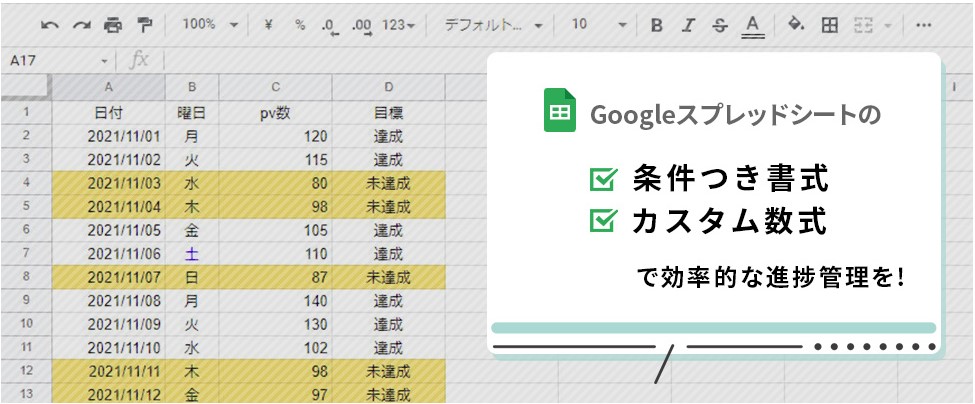 100% ¥ % .0 .00 123 デフォルト... 10 B I S A ...
A17 fx
A B C D I
1 日付 曜日 pv数 目標
2 2021/11/01 月 120 達成
3 2021/11/02 火 115 達成
4 2021/11/03 水 80 未達成
5 2021/11/04 木 98 未達成
6 2021/11/05 金 105 達成
7 2021/11/06 土 110 達成
8 2021/11/07 日 87 未達成
9 2021/11/08 月 140 達成
10 2021/11/09 火 130 達成
11 2021/11/10 水 102 達成
12 2021/11/11 木 98 未達成
13 2021/11/12 金 97 未達成
Googleスプレッドシートの
条件つき書式
カスタム数式
で効率的な進捗管理を!